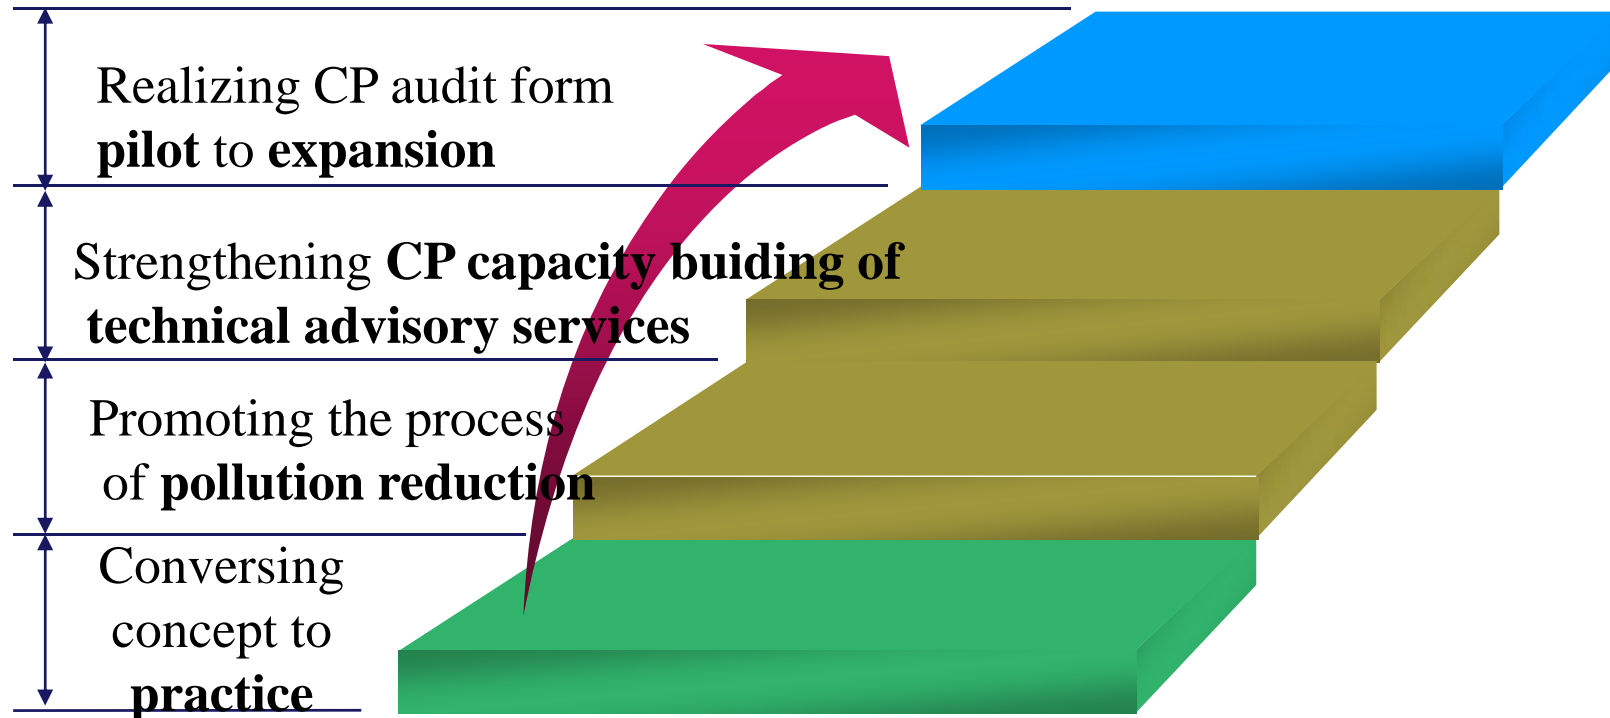 Realizing CP audit form
pilot to expansion
Strengthening CP capacity buiding of
technical advisory services
Promoting the process
of pollution reduction
Conversing
concept to
practice